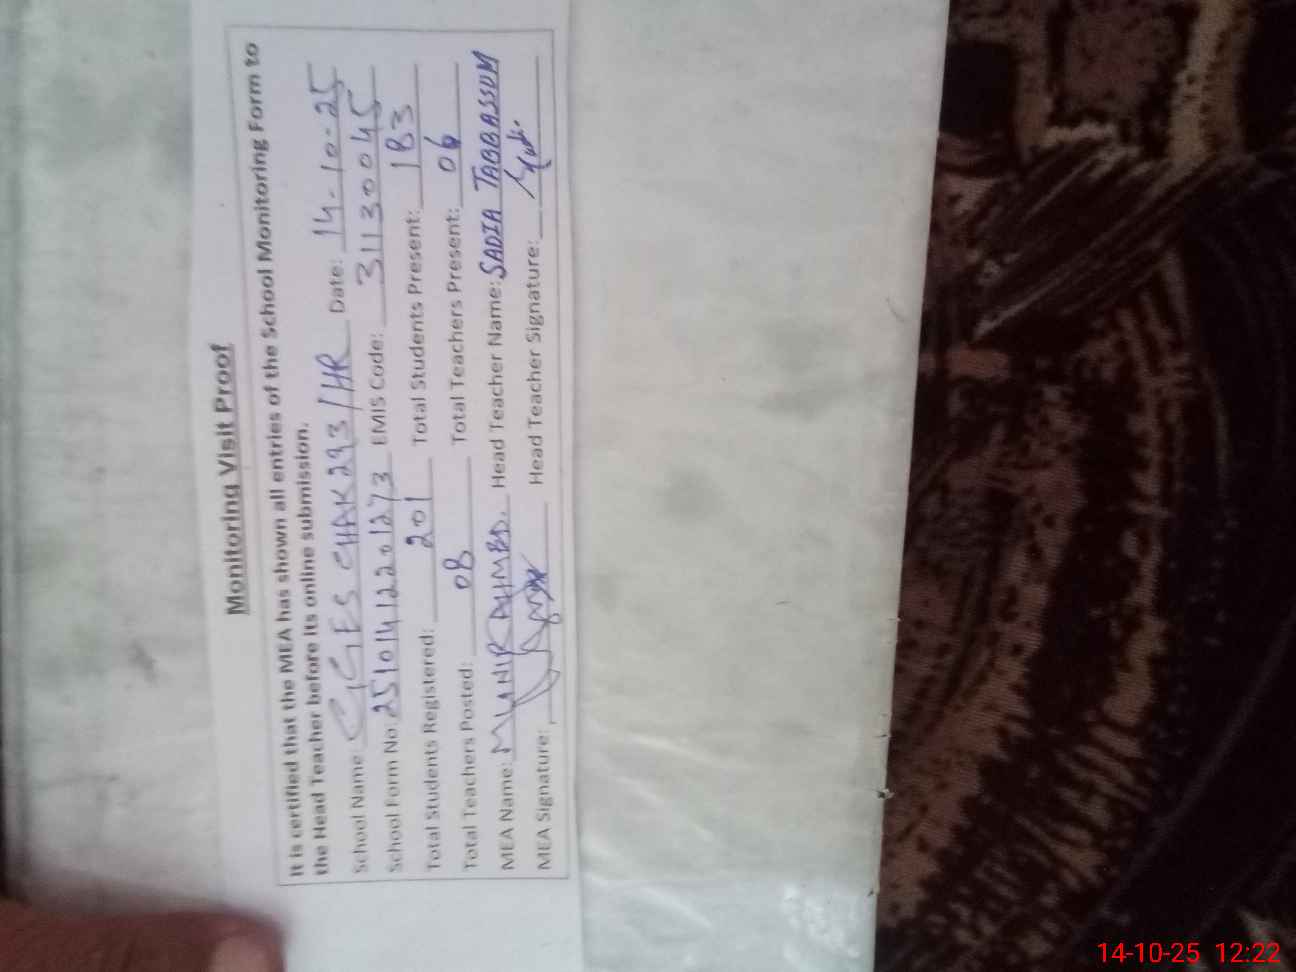 Monitoring Visit Proof
It is certified that the MEA has shown all entries of the School Monitoring Form to
the Head Teacher before its online submission.
School Name: GGES CHAK 293/HR Date: 14-10-25
School Form No: 25101412201273 EMIS Code: 31130045
Total Students Registered: 201 Total Students Present: 183
Total Teachers Posted: 08 Total Teachers Present: 06
MEA Name: MUNIR AHMED. Head Teacher Name: SADIA TABBASSUM
MEA Signature: Head Teacher Signature:
14-10-25 12:22